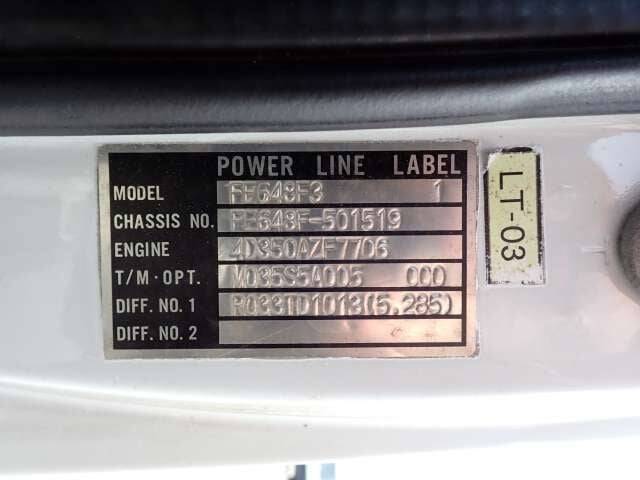 POWER LINE LABEL
MODEL FE648F3 1
CHASSIS NO. FE648F-501519
ENGINE 4D350AZF7706
T/M·OPT. M035S5A005 000
DIFF. NO. 1 R033TD1013(5.285)
DIFF. NO. 2
LT-03